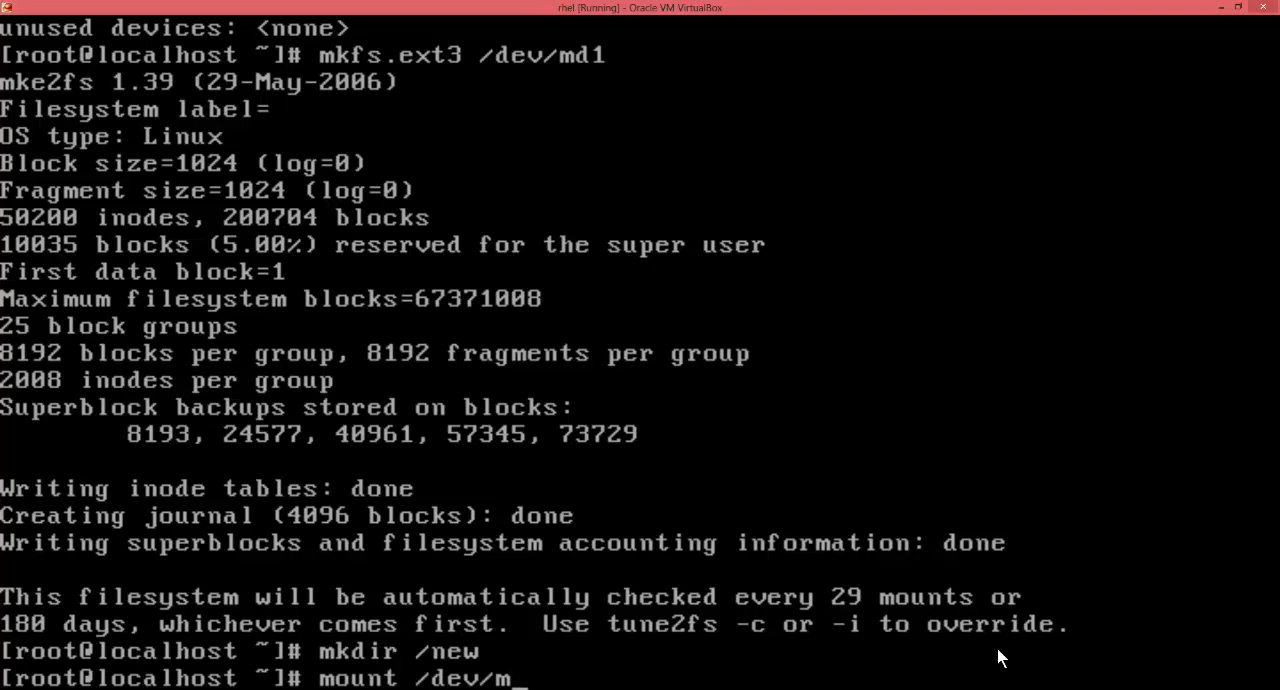 rhel [Running] - Oracle VM VirtualBox
unused devices: <none>
[root@localhost ~]# mkfs.ext3 /dev/md1
mke2fs 1.39 (29-May-2006)
Filesystem label=
OS type: Linux
Block size=1024 (log=0)
Fragment size=1024 (log=0)
50200 inodes, 200704 blocks
10035 blocks (5.00%) reserved for the super user
First data block=1
Maximum filesystem blocks=67371008
25 block groups
8192 blocks per group, 8192 fragments per group
2008 inodes per group
Superblock backups stored on blocks:
        8193, 24577, 40961, 57345, 73729
Writing inode tables: done
Creating journal (4096 blocks): done
Writing superblocks and filesystem accounting information: done
This filesystem will be automatically checked every 29 mounts or
180 days, whichever comes first.  Use tune2fs -c or -i to override.
[root@localhost ~]# mkdir /new
[root@localhost ~]# mount /dev/m_